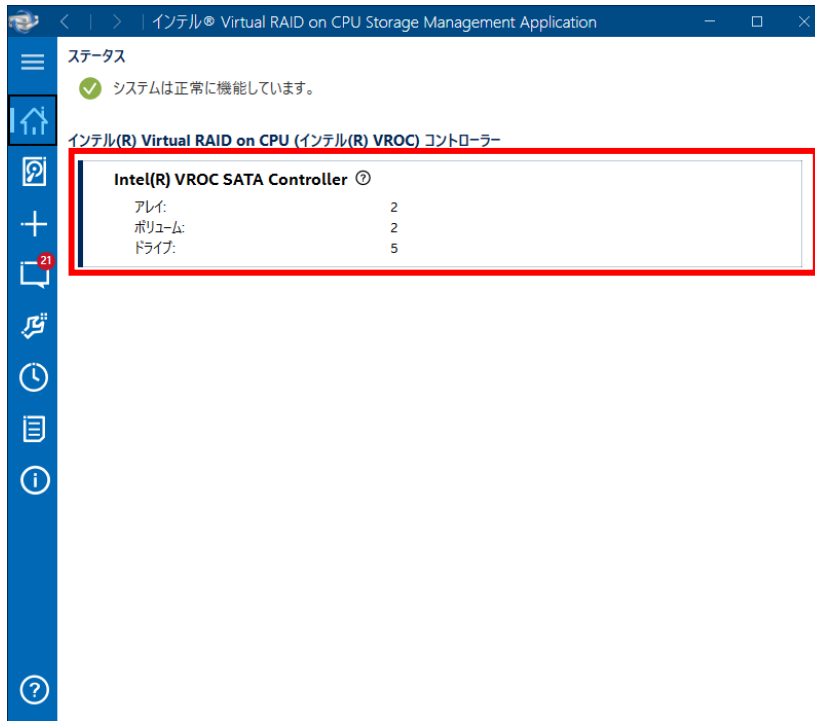 インテル® Virtual RAID on CPU Storage Management Application
ステータス
システムは正常に機能しています。
インテル(R) Virtual RAID on CPU (インテル(R) VROC) コントローラー
Intel(R) VROC SATA Controller
アレイ: 2
ボリューム: 2
ドライブ: 5
21